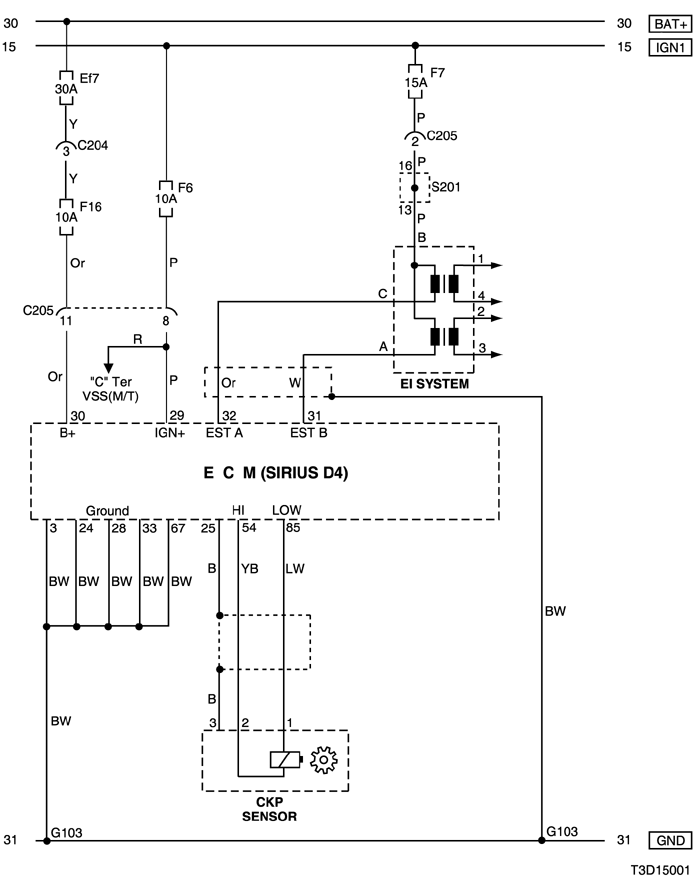 30 30 BAT+
15 15 IGN1
Ef7
30A
F7
15A
Y
P
3 C204
2 C205
Y
16 P
F6
10A
S201
F16
10A
13
P
B
Or
P
1
C
4
C205
11 8
2
R
A
3
"C" Ter
VSS(M/T)
Or
P
Or
W
EI SYSTEM
30 29 32 31
B+ IGN+ EST A EST B
E C M (SIRIUS D4)
Ground HI LOW
3 24 28 33 67 25 54 85
BW BW BW BW BW B YB LW
BW
B
BW
3 2 1
CKP
SENSOR
31 G103 G103 31 GND
T3D15001